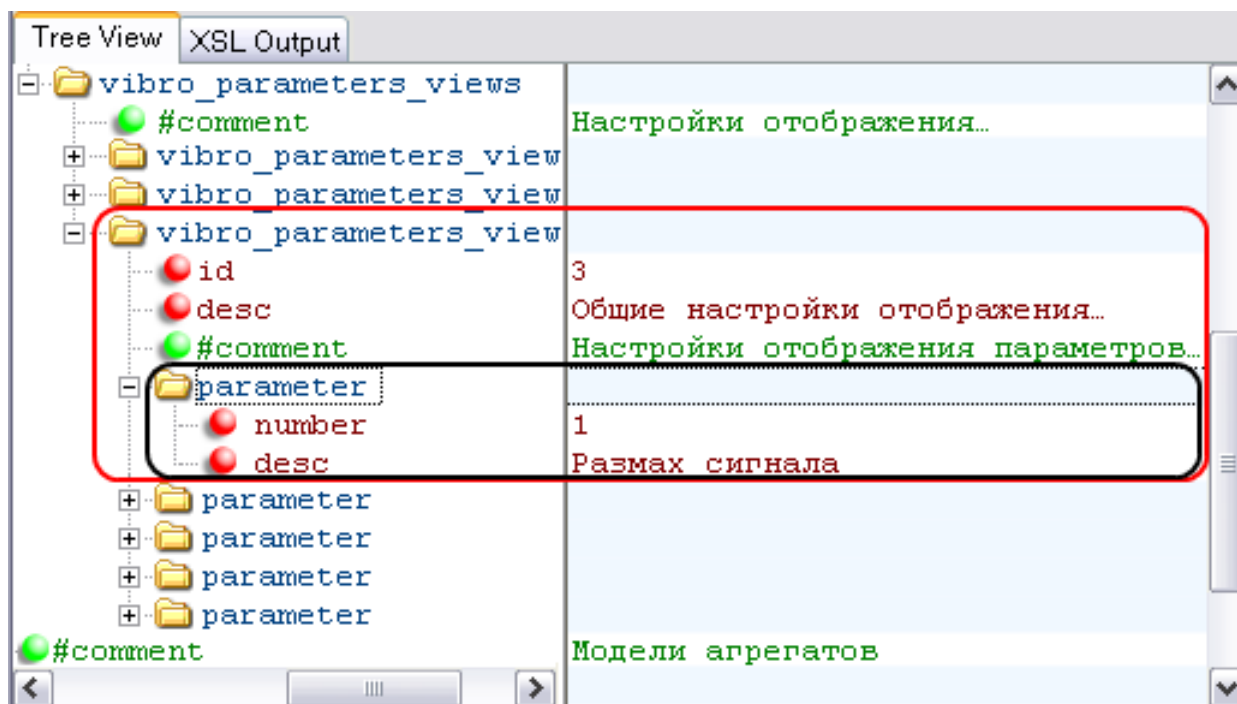 Tree View XSL Output
vibro_parameters_views
#comment Настройки отображения…
vibro_parameters_view
vibro_parameters_view
vibro_parameters_view
id 3
desc Общие настройки отображения…
#comment Настройки отображения параметров…
parameter
number 1
desc Размах сигнала
parameter
parameter
parameter
parameter
#comment Модели агрегатов